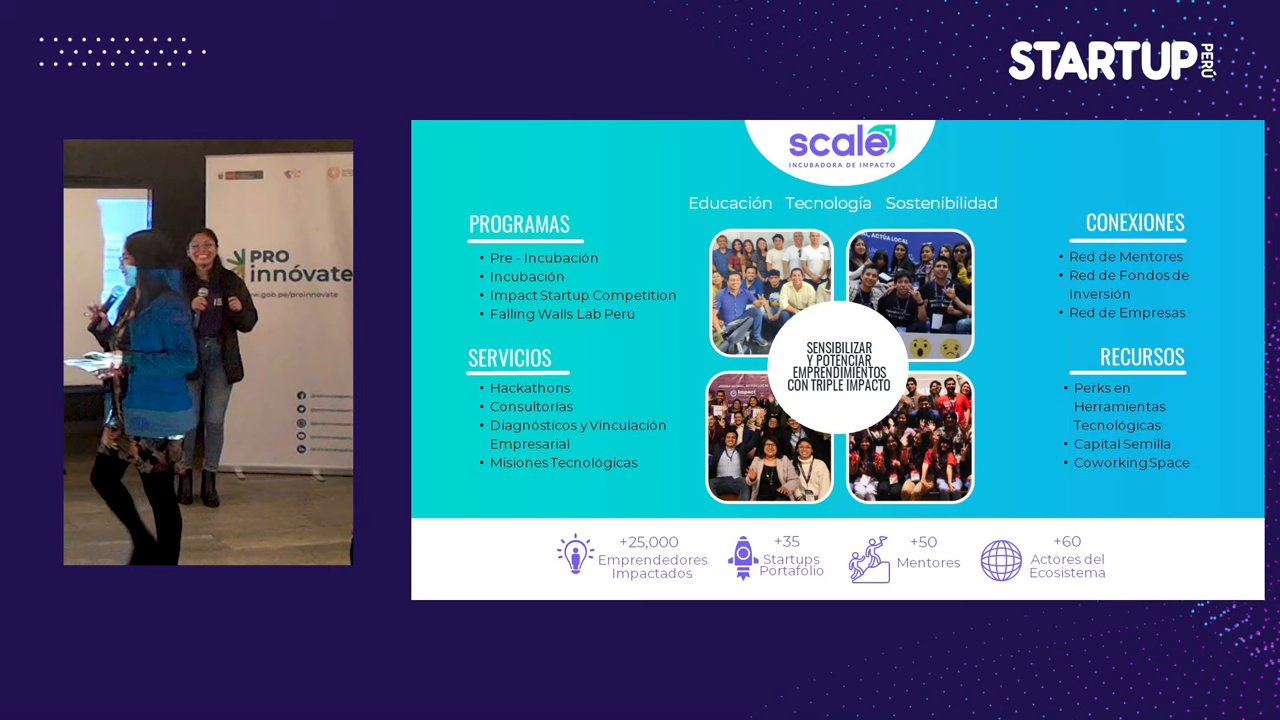 STARTUP
PERÚ
PRO
innóvate
w.gob.pe/proinnovate
scale
INCUBADORA DE IMPACTO
Educación Tecnología Sostenibilidad
PROGRAMAS
• Pre - Incubación
• Incubación
• Impact Startup Competition
• Falling Walls Lab Perú
SERVICIOS
• Hackathons
• Consultorías
• Diagnósticos y Vinculación
Empresarial
• Misiones Tecnológicas
SENSIBILIZAR
Y POTENCIAR
EMPRENDIMIENTOS
CON TRIPLE IMPACTO
CONEXIONES
• Red de Mentores
• Red de Fondos de
Inversión
• Red de Empresas
RECURSOS
• Perks en
Herramientas
Tecnológicas
• Capital Semilla
• Coworking Space
+25,000
Emprendedores
Impactados
+35
Startups
Portafolio
+50
Mentores
+60
Actores del
Ecosistema